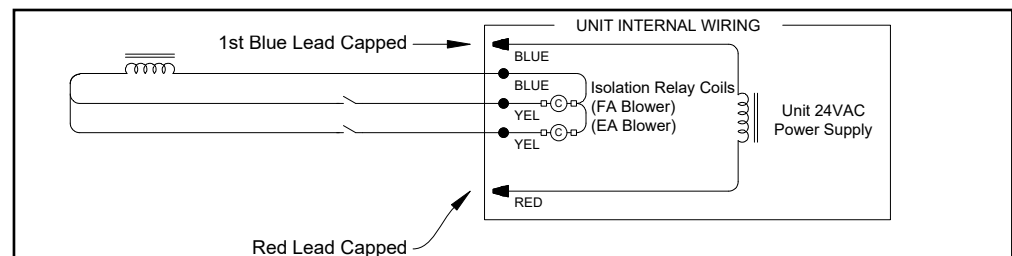 UNIT INTERNAL WIRING
1st Blue Lead Capped
BLUE
BLUE
Isolation Relay Coils
(FA Blower)
(EA Blower)
C
YEL
C
YEL
Unit 24VAC
Power Supply
RED
Red Lead Capped